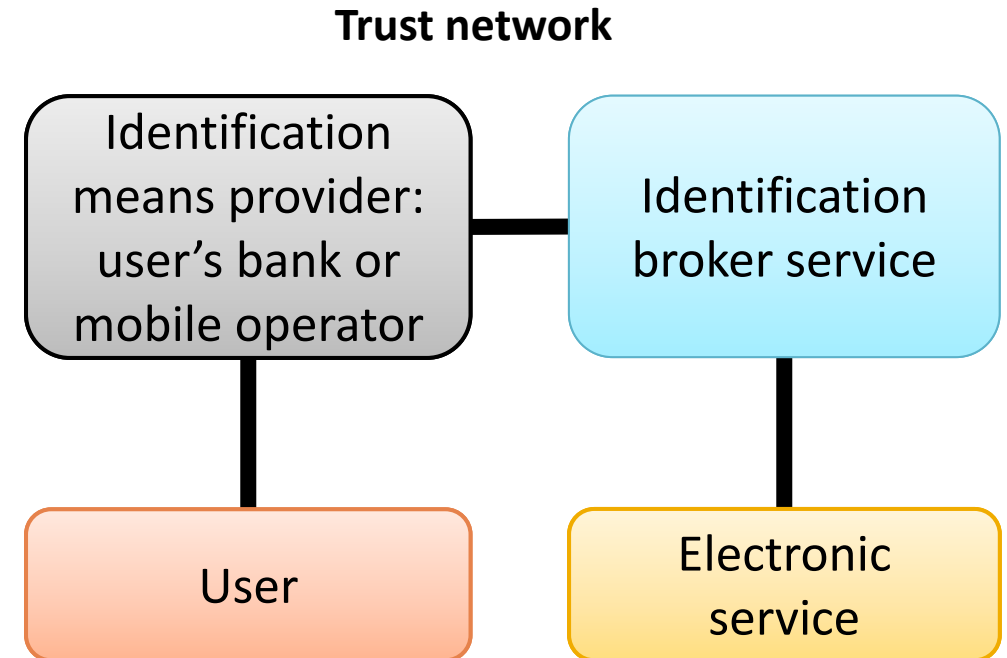 Trust network
Identification
means provider:
user’s bank or
mobile operator
Identification
broker service
User
Electronic
service